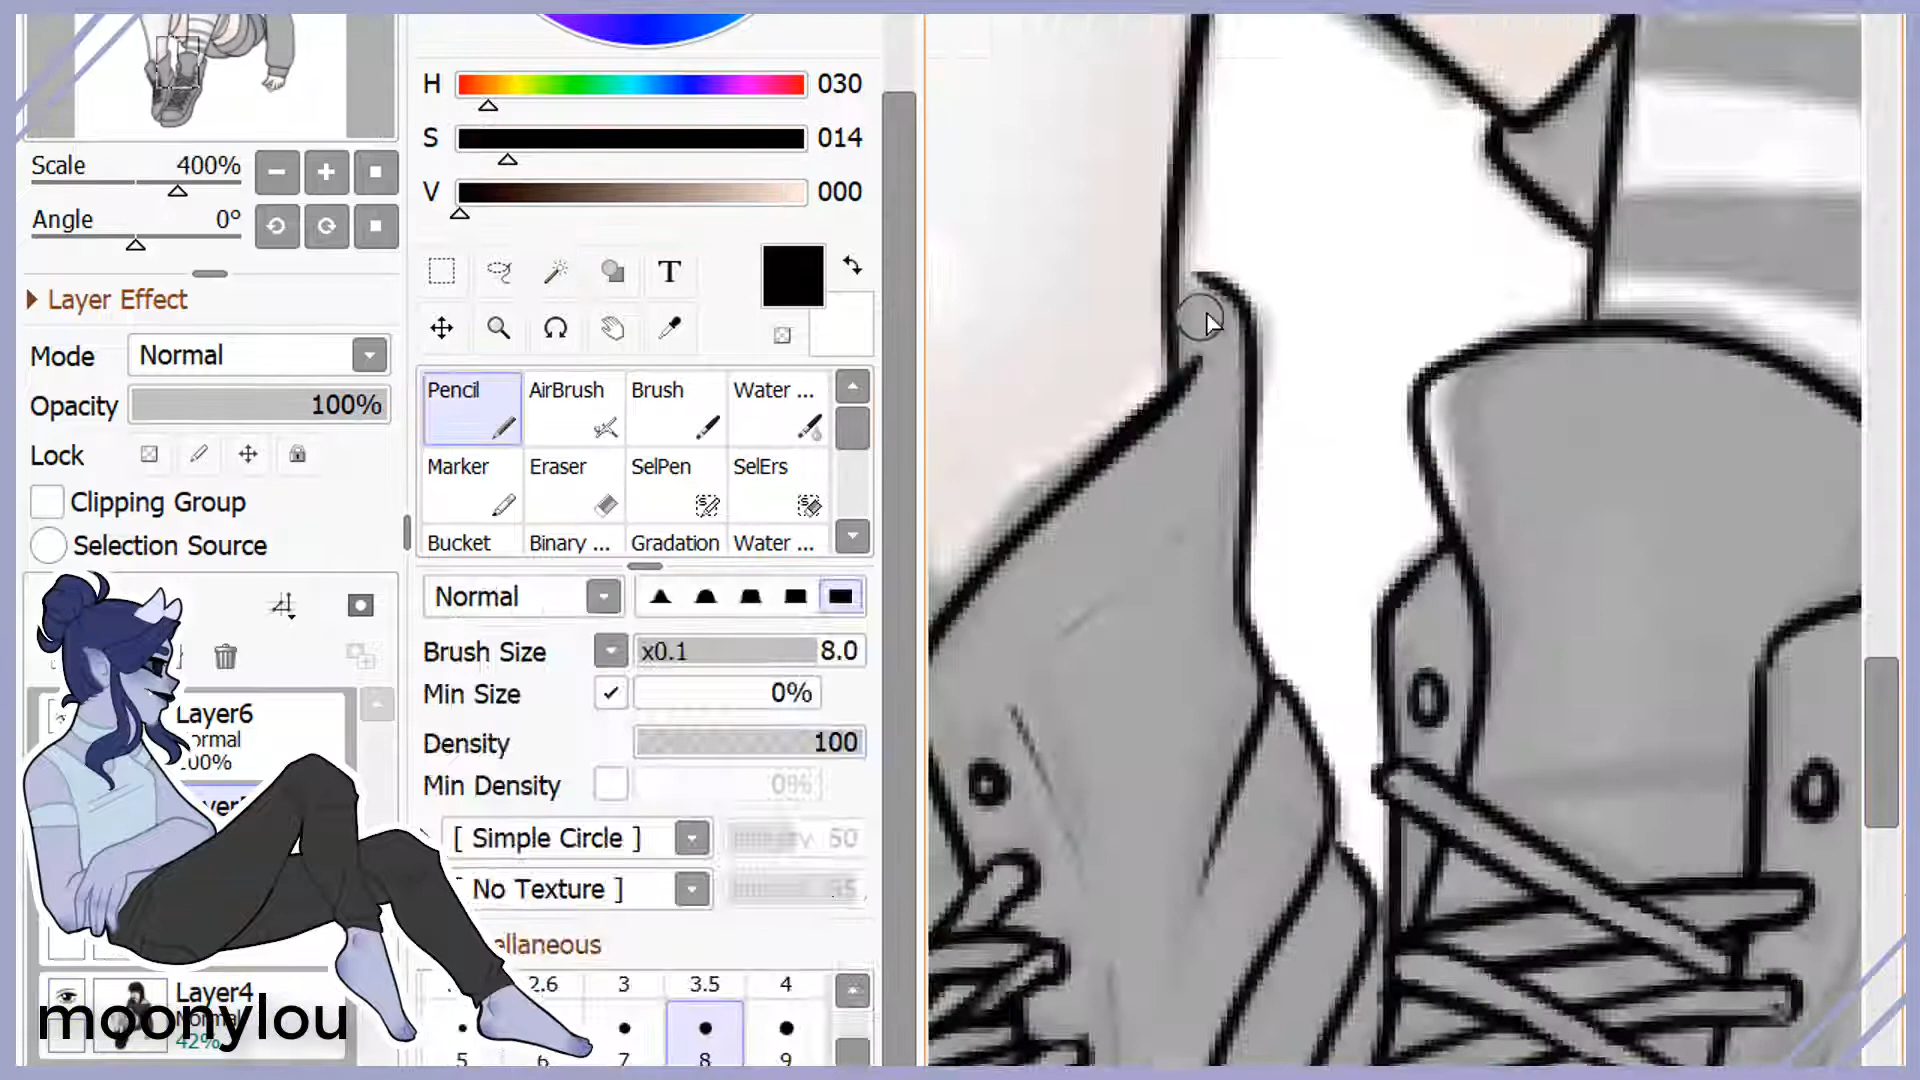 H 030
S 014
V 000
Scale 400%
Angle 0°
Layer Effect
Mode Normal
Opacity 100%
Lock
Clipping Group
Selection Source
T
Pencil AirBrush Brush Water ...
Marker Eraser SelPen SelErs
Bucket Binary ... Gradation Water ...
Normal
Brush Size x0.1 8.0
Min Size 0%
Density 100
Min Density 0%
[ Simple Circle ] 50
[ No Texture ] 95
ellaneous
2.6 3 3.5 4
5 6 7 8 9
Layer6
ormal
100%
Layer4
Normal
42%
moonylou